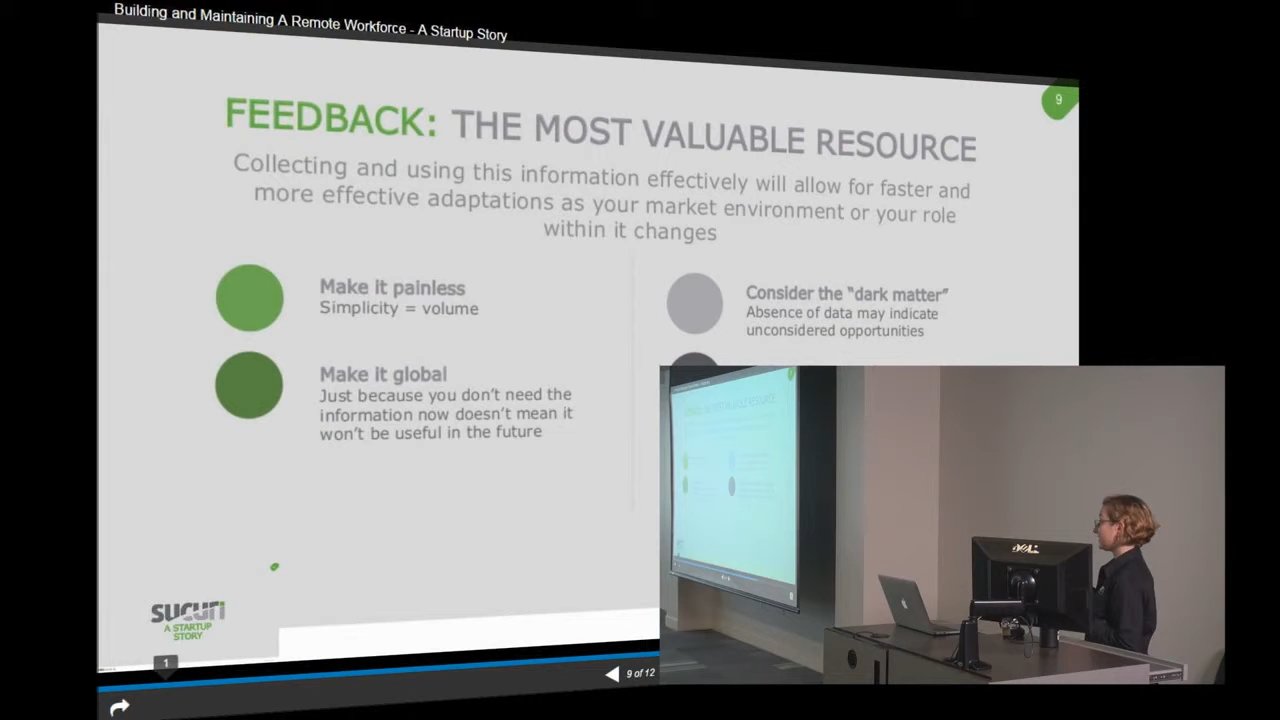 Building and Maintaining A Remote Workforce - A Startup Story
9
FEEDBACK: THE MOST VALUABLE RESOURCE
Collecting and using this information effectively will allow for faster and
more effective adaptations as your market environment or your role
within it changes
Make it painless
Simplicity = volume
Make it global
Just because you don't need the
information now doesn't mean it
won't be useful in the future
Consider the "dark matter"
Absence of data may indicate
unconsidered opportunities
sucuri
A STARTUP
STORY
1
9 of 12
DELL